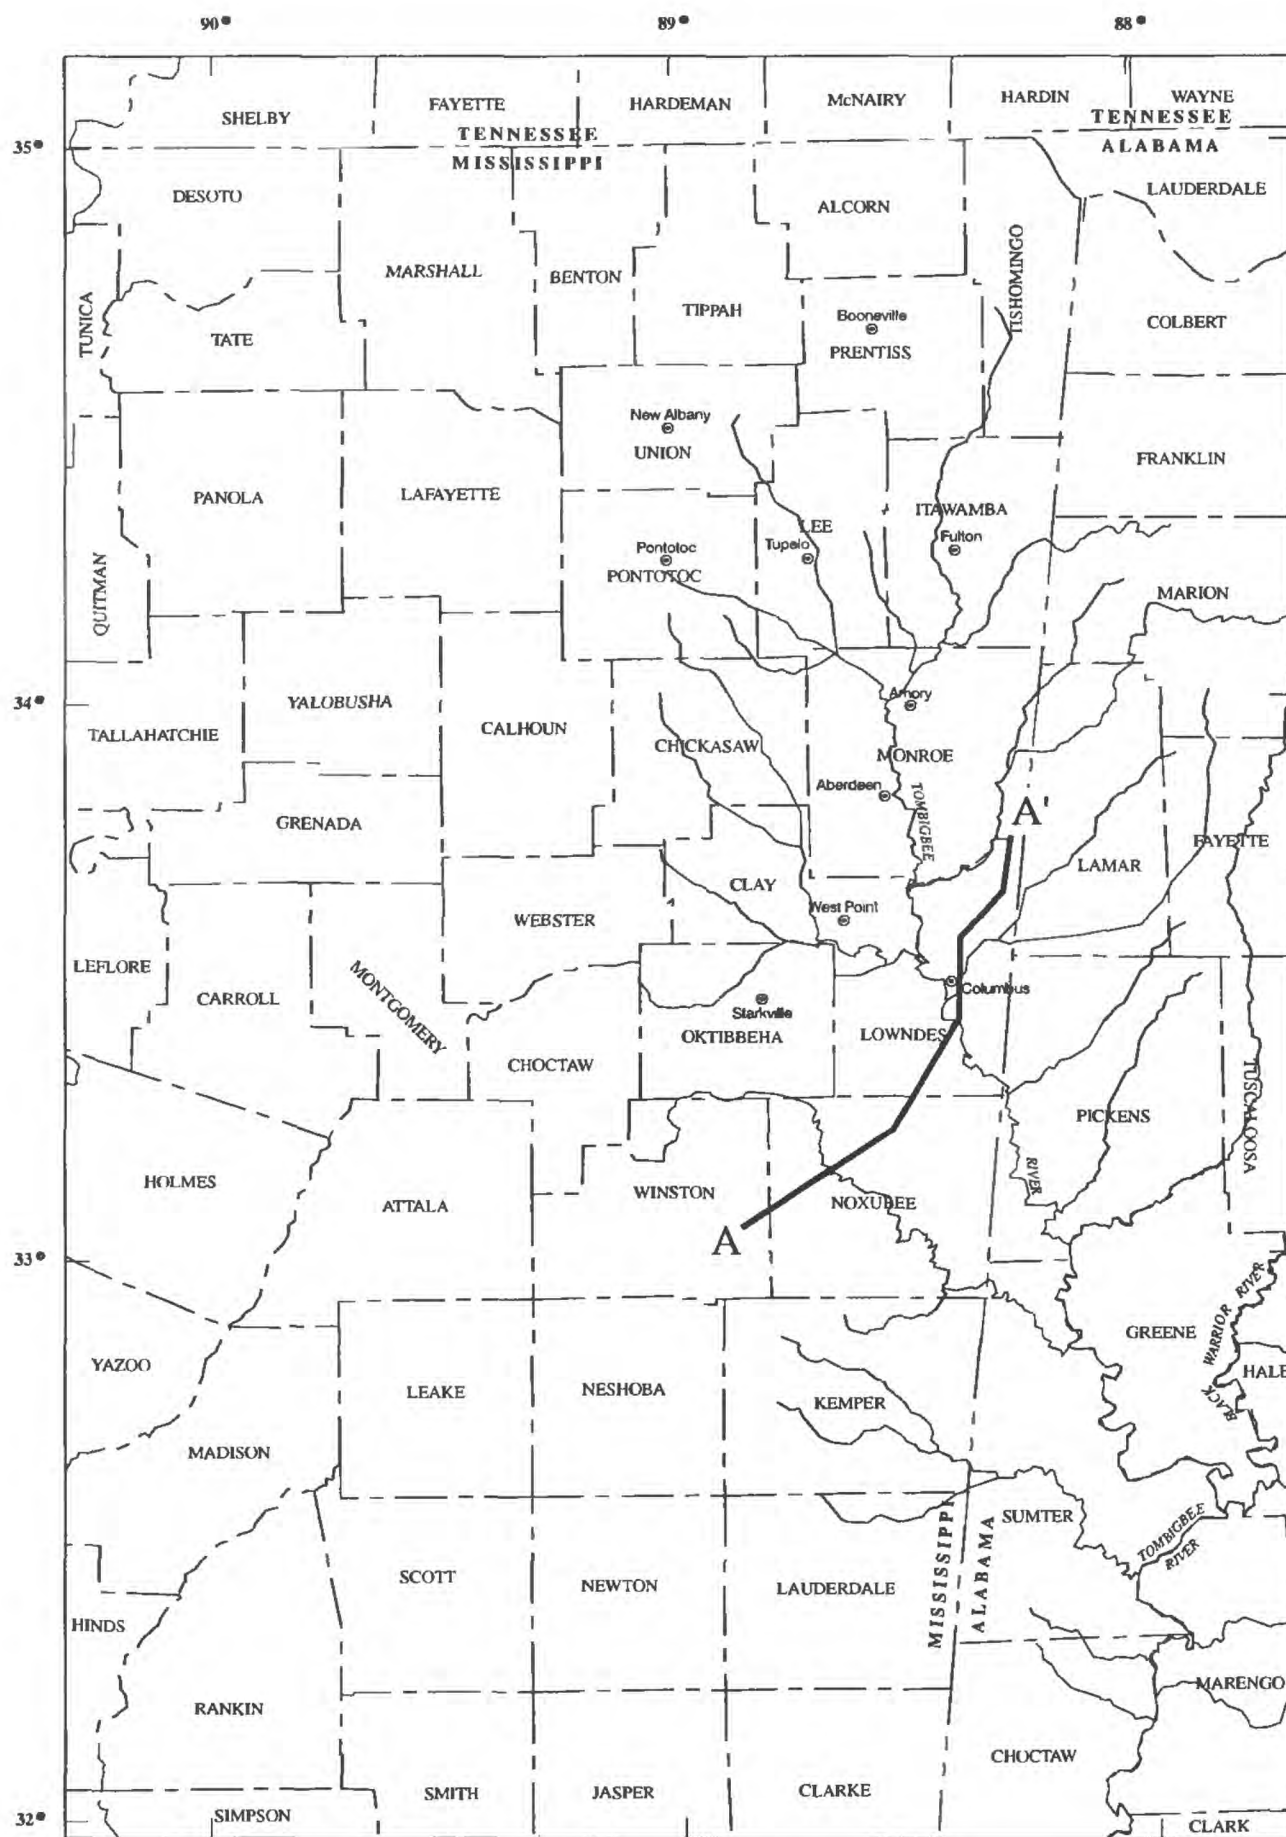 90° 89° 88°
SHELBY FAYETTE HARDEMAN McNAIRY HARDIN WAYNE
TENNESSEE TENNESSEE
35° MISSISSIPPI ALABAMA
DESOTO ALCORN LAUDERDALE
MARSHALL BENTON TISHOMINGO
TUNICA TIPPAH
TATE Booneville COLBERT
PRENTISS
New Albany
UNION FRANKLIN
PANOLA LAFAYETTE ITAWAMBA
LEE
Pontotoc Tupelo Fulton
PONTOTOC
QUITMAN MARION
34° YALOBUSHA Amory
TALLAHATCHIE CALHOUN CHICKASAW MONROE
Aberdeen
TOMBIGBEE
A'
GRENADA FAYETTE
CLAY LAMAR
WEBSTER West Point
LEFLORE
CARROLL MONTGOMERY Columbus
Starkville
OKTIBBEHA LOWNDES
CHOCTAW
PICKENS TUSCALOOSA
HOLMES RIVER
ATTALA WINSTON NOXUBEE
A
33°
WARRIOR RIVER
YAZOO GREENE
LEAKE NESHOBA HALE
KEMPER BLACK
MADISON
SUMTER
TOMBIGBEE
RIVER
SCOTT NEWTON LAUDERDALE
MISSISSIPPI
ALABAMA
HINDS
RANKIN MARENGO
CHOCTAW
SMITH JASPER CLARKE
32° SIMPSON CLARK